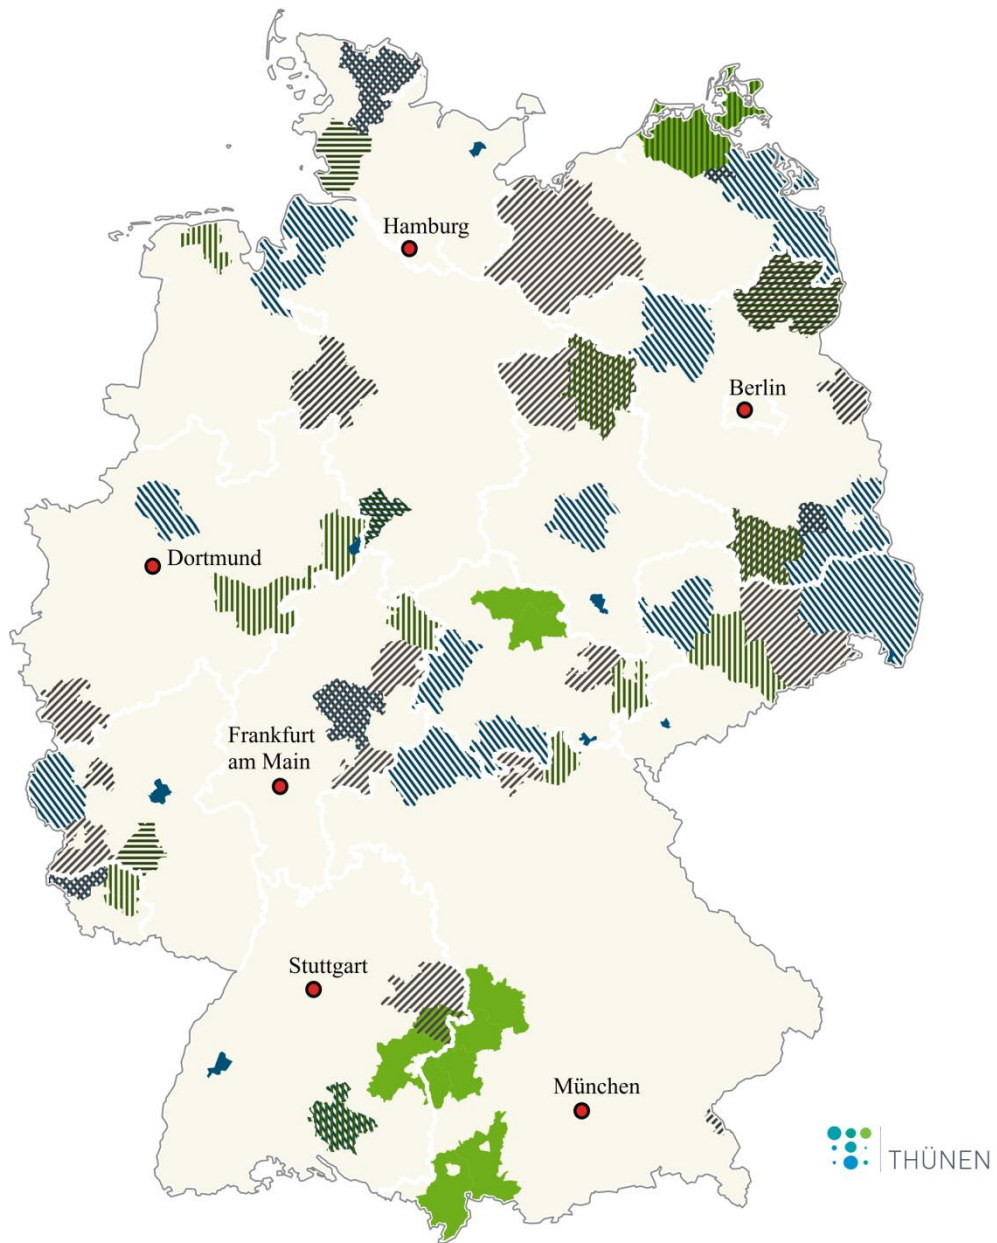 Hamburg
Berlin
Dortmund
Frankfurt
am Main
Stuttgart
München
THÜNEN